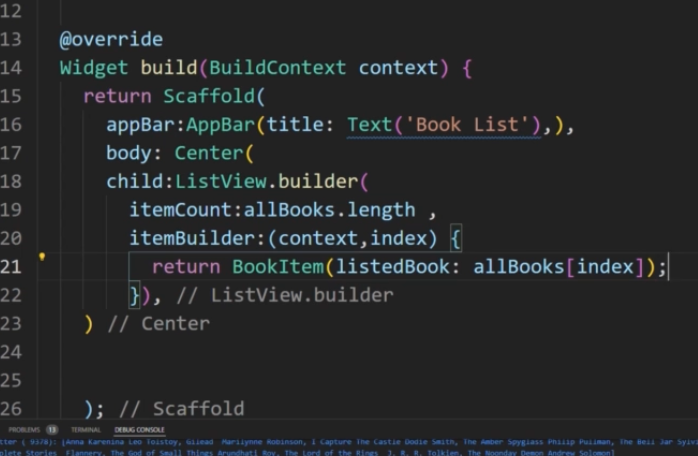 12
13 @override
14 Widget build(BuildContext context) {
15 return Scaffold(
16 appBar:AppBar(title: Text('Book List'),),
17 body: Center(
18 child:ListView.builder(
19 itemCount:allBooks.length ,
20 itemBuilder:(context,index) {
21 return BookItem(listedBook: allBooks[index]);
22 }), // ListView.builder
23 ) // Center
24
25
26 ); // Scaffold
PROBLEMS 13 TERMINAL DEBUG CONSOLE
tter ( 9378): [Anna Karenina Leo Tolstoy, Gilead Marilynne Robinson, I Capture The Castle Dodie Smith, The Amber Spyglass Philip Pullman, The Bell Jar Sylvi
plete Stories Flannery, The God of Small Things Arundhati Roy, The Lord of the Rings J. R. R. Tolkien, The Noonday Demon Andrew Solomon]